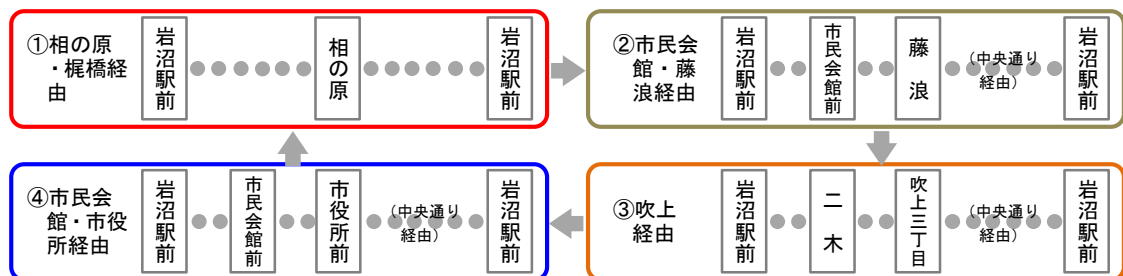 ①相の原
・梶橋経
由
岩沼駅前
相の原
岩沼駅前
②市民会
館・藤
浪経由
岩沼駅前
市民会館前
藤浪
(中央通り
経由)
岩沼駅前
④市民会
館・市役
所経由
岩沼駅前
市民会館前
市役所前
(中央通り
経由)
岩沼駅前
③吹上
経由
岩沼駅前
二木
吹上三丁目
(中央通り
経由)
岩沼駅前